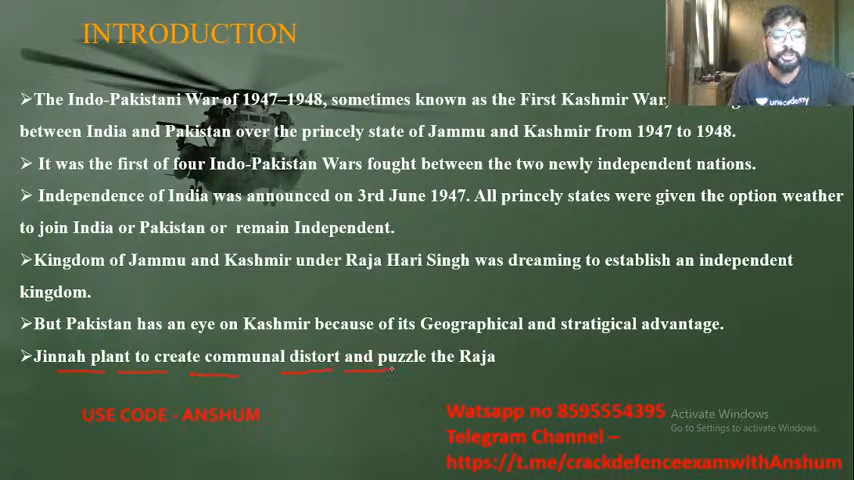 INTRODUCTION
➢The Indo-Pakistani War of 1947–1948, sometimes known as the First Kashmir War,
between India and Pakistan over the princely state of Jammu and Kashmir from 1947 to 1948.
➢ It was the first of four Indo-Pakistan Wars fought between the two newly independent nations.
➢ Independence of India was announced on 3rd June 1947. All princely states were given the option weather
to join India or Pakistan or remain Independent.
➢Kingdom of Jammu and Kashmir under Raja Hari Singh was dreaming to establish an independent
kingdom.
➢But Pakistan has an eye on Kashmir because of its Geographical and stratigical advantage.
➢Jinnah plant to create communal distort and puzzle the Raja
USE CODE - ANSHUM
Watsapp no 8595554395
Telegram Channel –
https://t.me/crackdefenceexamwithAnshum
Activate Windows
Go to Settings to activate Windows.
unacademy